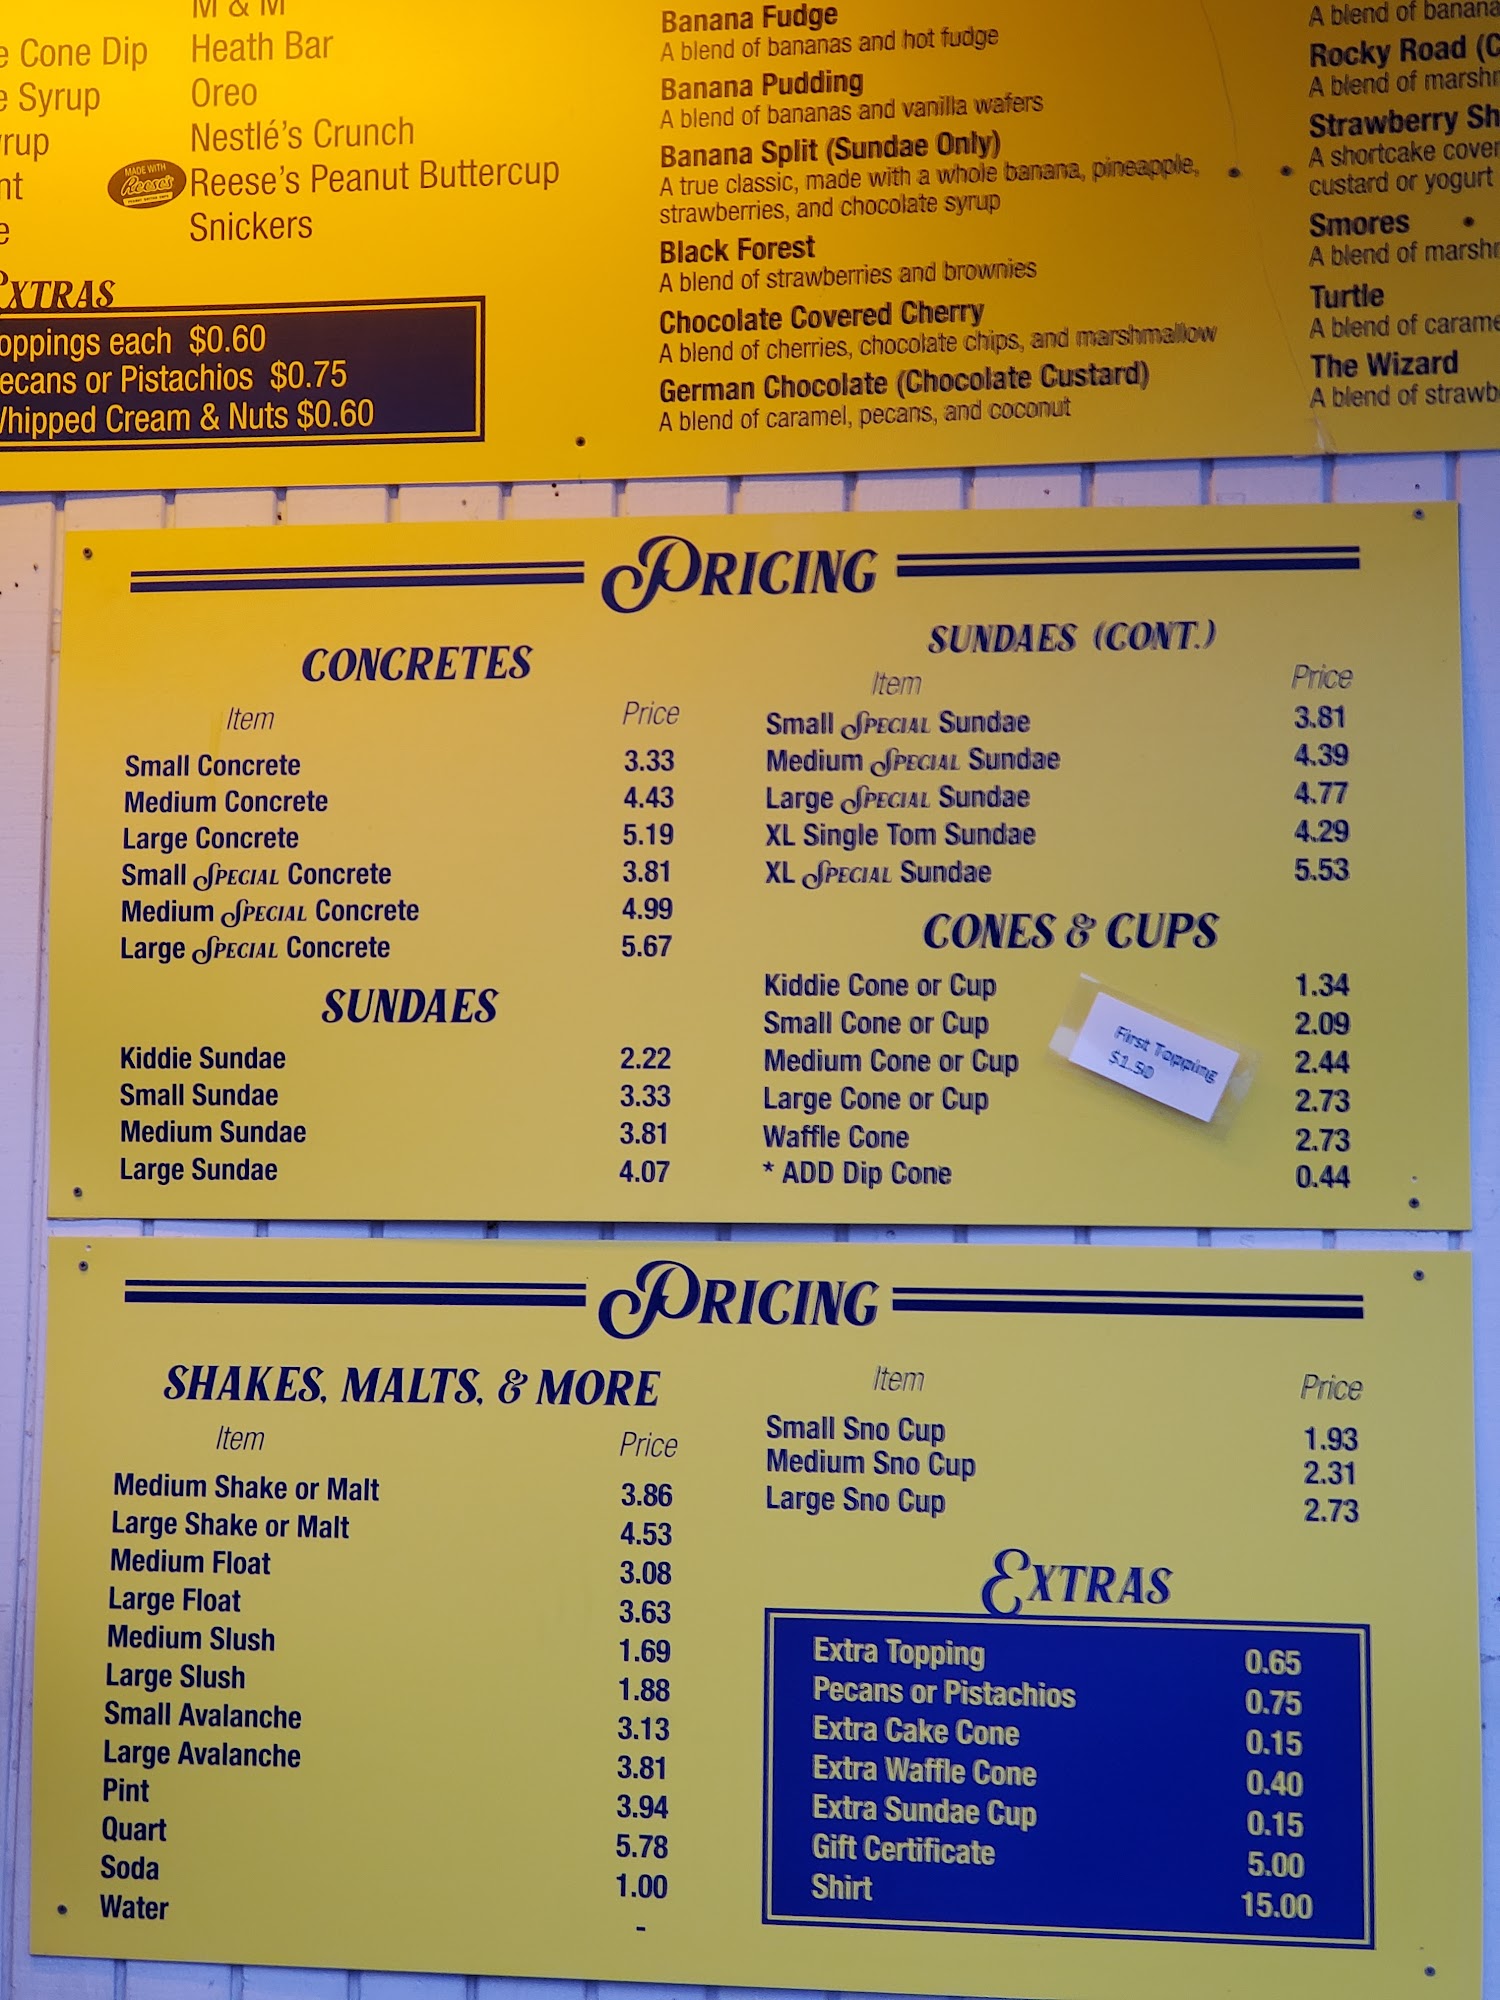 M & M
Cone Dip
Heath Bar
Syrup
Oreo
Nestlé's Crunch
MADE WITH
Reese's
Reese's Peanut Buttercup
Snickers
EXTRAS
oppings each $0.60
ecans or Pistachios $0.75
Whipped Cream & Nuts $0.60
Banana Fudge
A blend of bananas and hot fudge
Banana Pudding
A blend of bananas and vanilla wafers
Banana Split (Sundae Only)
A true classic, made with a whole banana, pineapple,
strawberries, and chocolate syrup
Black Forest
A blend of strawberries and brownies
Chocolate Covered Cherry
A blend of cherries, chocolate chips, and marshmallow
German Chocolate (Chocolate Custard)
A blend of caramel, pecans, and coconut
A blend of banana
Rocky Road (C
A blend of marshm
Strawberry Sh
A shortcake cover
custard or yogurt
Smores
A blend of marshm
Turtle
A blend of carame
The Wizard
A blend of strawb
PRICING
CONCRETES
Item Price
Small Concrete 3.33
Medium Concrete 4.43
Large Concrete 5.19
Small SPECIAL Concrete 3.81
Medium SPECIAL Concrete 4.99
Large SPECIAL Concrete 5.67
SUNDAES
Kiddie Sundae 2.22
Small Sundae 3.33
Medium Sundae 3.81
Large Sundae 4.07
SUNDAES (CONT.)
Item Price
Small SPECIAL Sundae 3.81
Medium SPECIAL Sundae 4.39
Large SPECIAL Sundae 4.77
XL Single Tom Sundae 4.29
XL SPECIAL Sundae 5.53
CONES & CUPS
Kiddie Cone or Cup 1.34
Small Cone or Cup 2.09
Medium Cone or Cup 2.44
Large Cone or Cup 2.73
Waffle Cone 2.73
* ADD Dip Cone 0.44
First Topping
$1.50
PRICING
SHAKES, MALTS, & MORE
Item Price
Medium Shake or Malt 3.86
Large Shake or Malt 4.53
Medium Float 3.08
Large Float 3.63
Medium Slush 1.69
Large Slush 1.88
Small Avalanche 3.13
Large Avalanche 3.81
Pint 3.94
Quart 5.78
Soda 1.00
Water -
Item Price
Small Sno Cup 1.93
Medium Sno Cup 2.31
Large Sno Cup 2.73
EXTRAS
Extra Topping 0.65
Pecans or Pistachios 0.75
Extra Cake Cone 0.15
Extra Waffle Cone 0.40
Extra Sundae Cup 0.15
Gift Certificate 5.00
Shirt 15.00